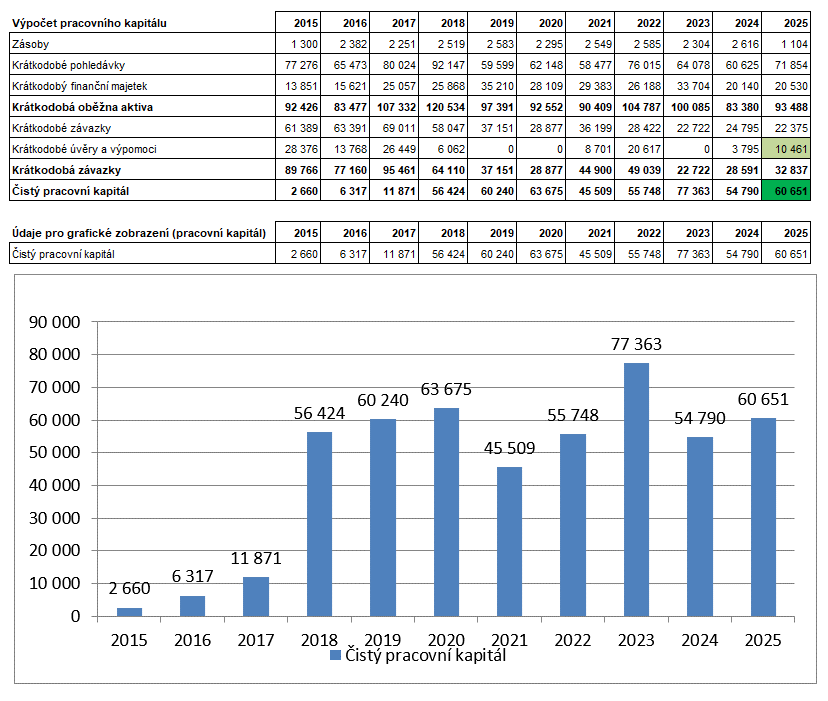 Výpočet pracovního kapitálu 2015 2016 2017 2018 2019 2020 2021 2022 2023 2024 2025
Zásoby 1 300 2 382 2 251 2 519 2 583 2 295 2 549 2 585 2 304 2 616 1 104
Krátkodobé pohledávky 77 276 65 473 80 024 92 147 59 599 62 148 58 477 76 015 64 078 60 625 71 854
Krátkodobý finanční majetek 13 851 15 621 25 057 25 868 35 210 28 109 29 383 26 188 33 704 20 140 20 530
Krátkodobá oběžna aktiva 92 426 83 477 107 332 120 534 97 391 92 552 90 409 104 787 100 085 83 380 93 488
Krátkodobé závazky 61 389 63 391 69 011 58 047 37 151 28 877 36 199 28 422 22 722 24 795 22 375
Krátkodobé úvěry a výpomoci 28 376 13 768 26 449 6 062 0 0 8 701 20 617 0 3 795 10 461
Krátkodobá závazky 89 766 77 160 95 461 64 110 37 151 28 877 44 900 49 039 22 722 28 591 32 837
Čistý pracovní kapitál 2 660 6 317 11 871 56 424 60 240 63 675 45 509 55 748 77 363 54 790 60 651
Údaje pro grafické zobrazení (pracovní kapitál) 2015 2016 2017 2018 2019 2020 2021 2022 2023 2024 2025
Čistý pracovní kapitál 2 660 6 317 11 871 56 424 60 240 63 675 45 509 55 748 77 363 54 790 60 651
90 000
80 000
70 000
60 000
50 000
40 000
30 000
20 000
10 000
0
2 660
6 317
11 871
56 424
60 240
63 675
45 509
55 748
77 363
54 790
60 651
2015 2016 2017 2018 2019 2020 2021 2022 2023 2024 2025
Čistý pracovní kapitál